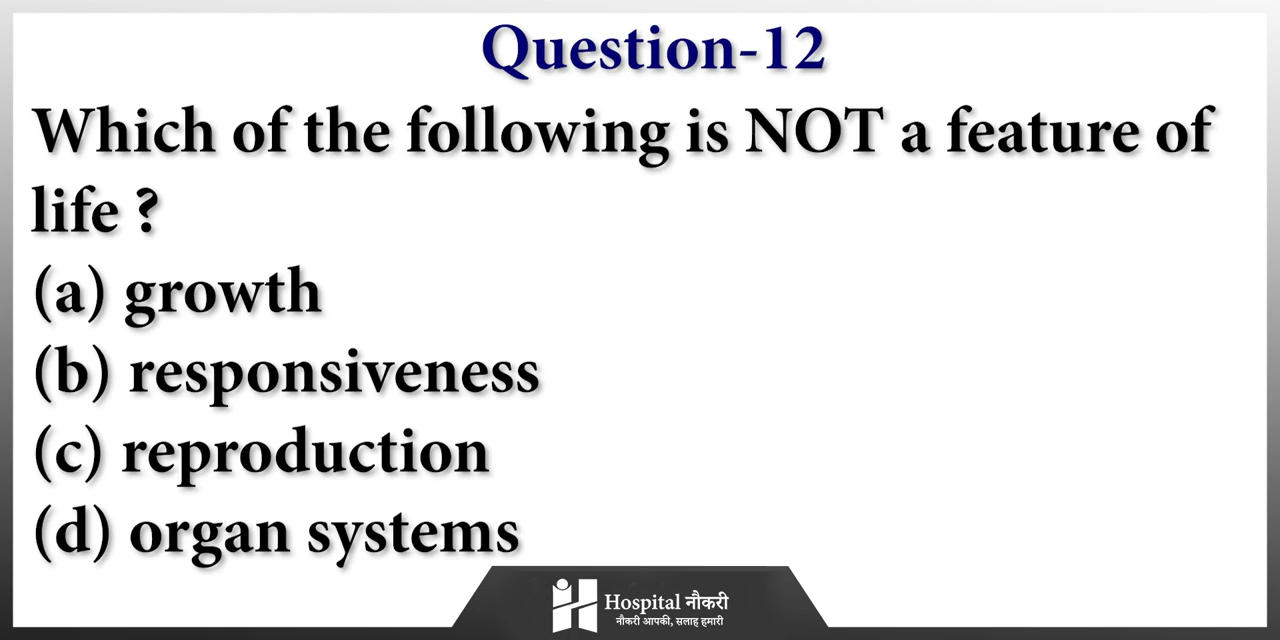 Question-12
Which of the following is NOT a feature of
life ?
(a) growth
(b) responsiveness
(c) reproduction
(d) organ systems
Hospital नौकरी
नौकरी आपकी, सलाह हमारी